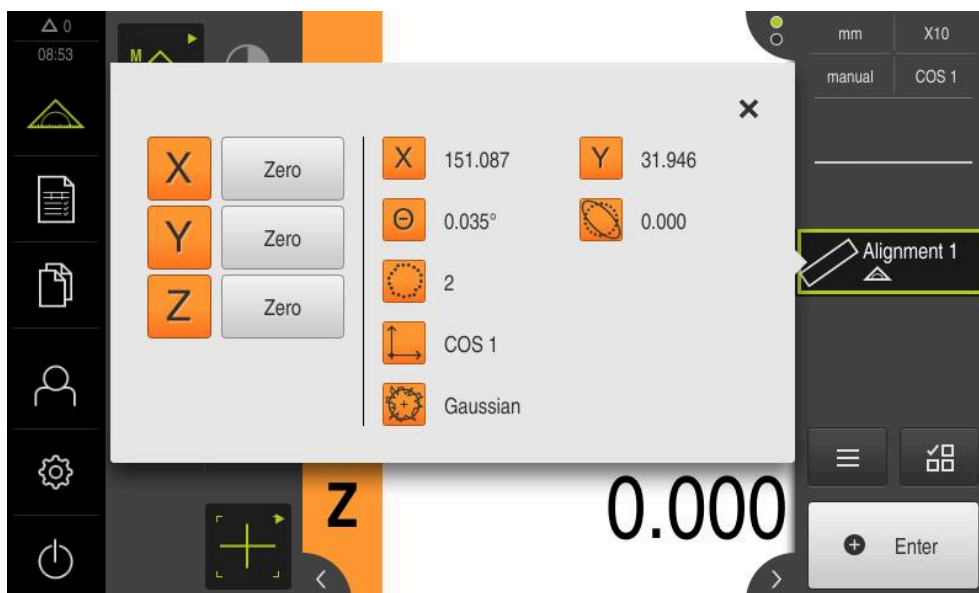 0
08:53
M
mm X10
manual COS 1
X Zero
Y Zero
Z Zero
X 151.087 Y 31.946
Θ 0.035° 0.000
2
COS 1
Gaussian
Alignment 1
Z 0.000
Enter